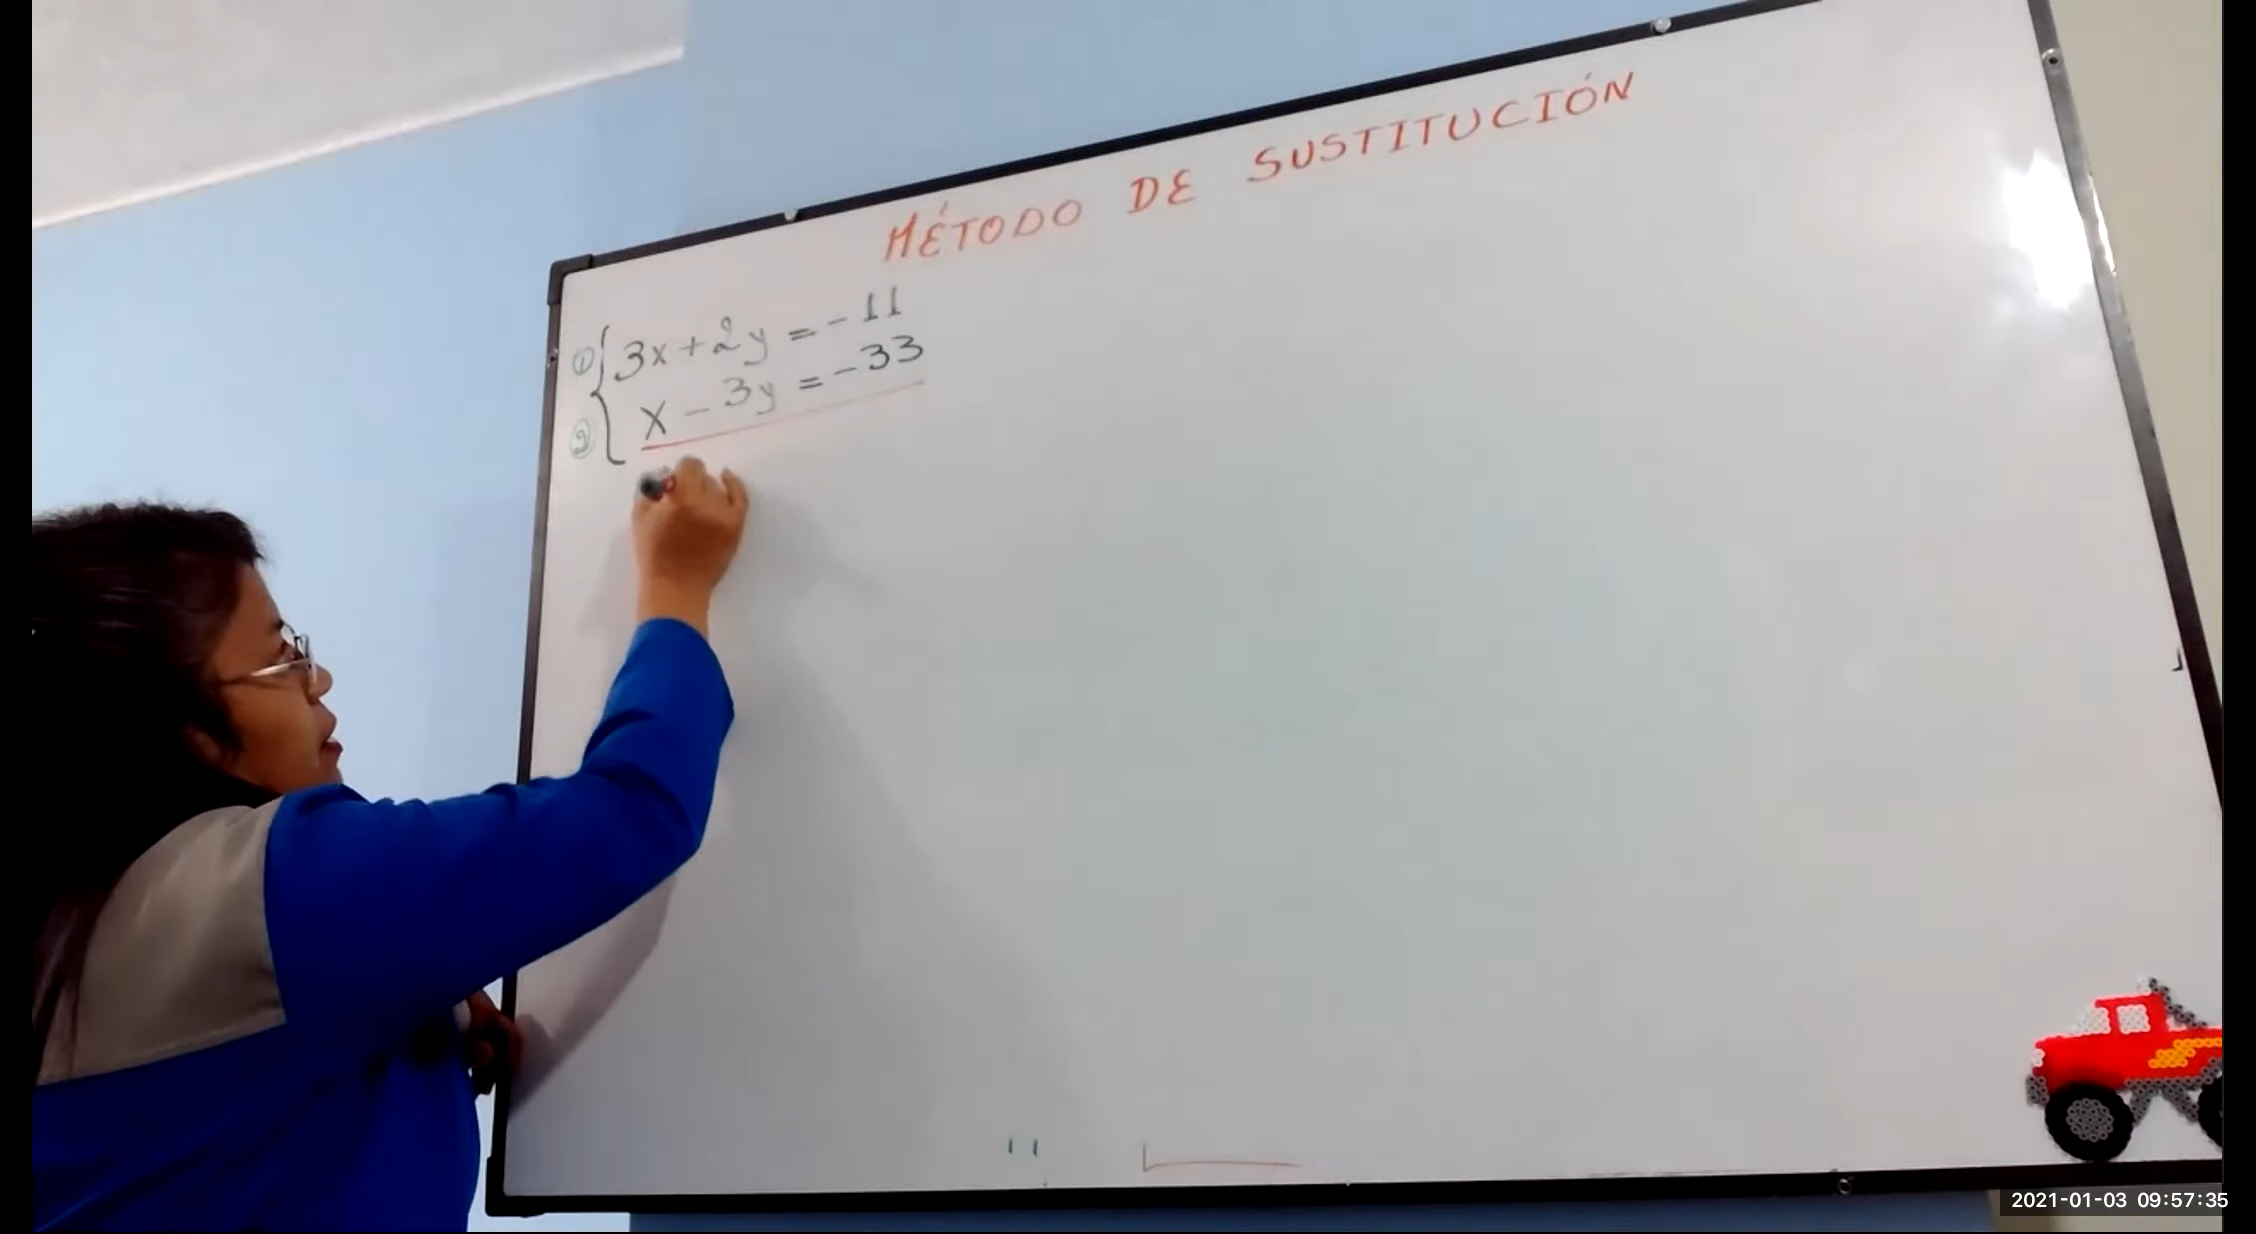 MÉTODO DE SUSTITUCIÓN
① 3x+2y=-11
② x-3y=-33
2021-01-03 09:57:35